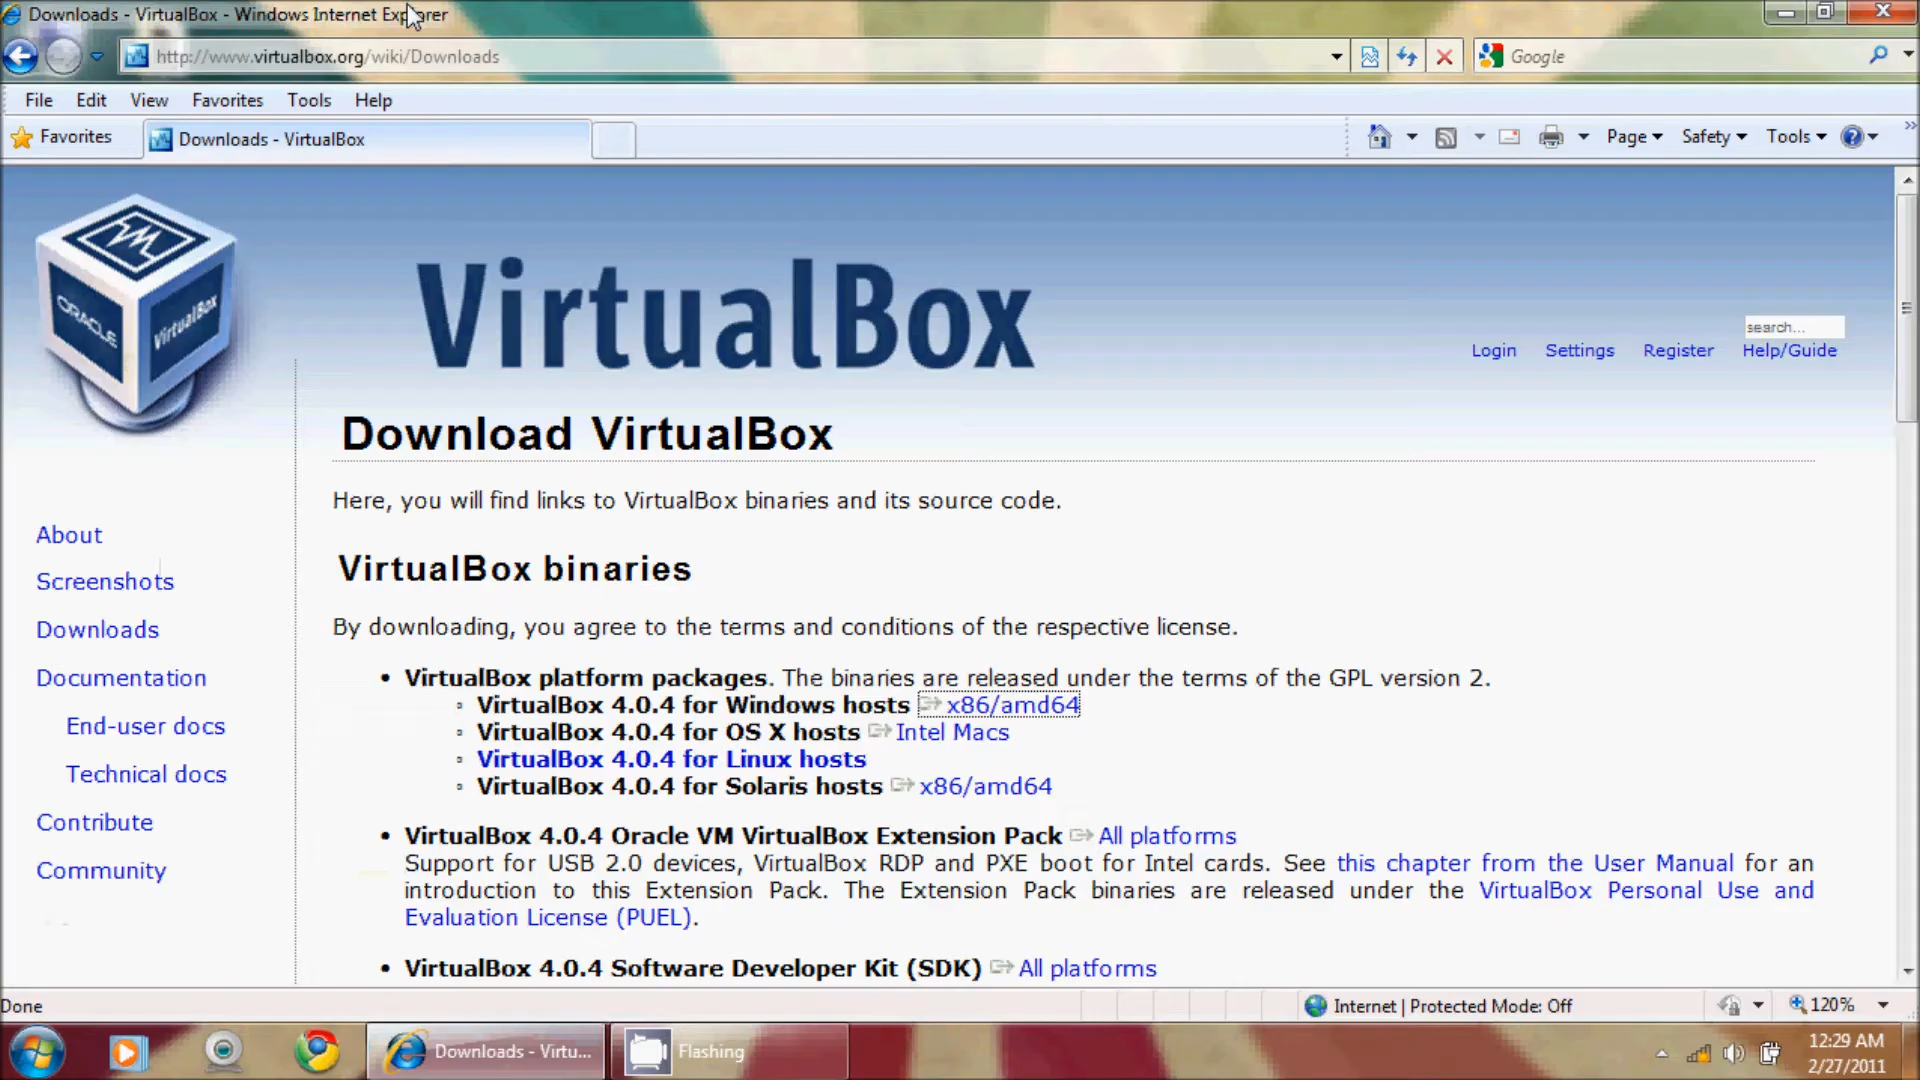 Downloads - VirtualBox - Windows Internet Explorer
http://www.virtualbox.org/wiki/Downloads
Google
File Edit View Favorites Tools Help
Favorites
Downloads - VirtualBox
Page Safety Tools
ORACLE
VirtualBox
VirtualBox
search...
Login Settings Register Help/Guide
Download VirtualBox
Here, you will find links to VirtualBox binaries and its source code.
About
Screenshots
Downloads
Documentation
End-user docs
Technical docs
Contribute
Community
VirtualBox binaries
By downloading, you agree to the terms and conditions of the respective license.
• VirtualBox platform packages. The binaries are released under the terms of the GPL version 2.
VirtualBox 4.0.4 for Windows hosts x86/amd64
VirtualBox 4.0.4 for OS X hosts Intel Macs
VirtualBox 4.0.4 for Linux hosts
VirtualBox 4.0.4 for Solaris hosts x86/amd64
• VirtualBox 4.0.4 Oracle VM VirtualBox Extension Pack All platforms
Support for USB 2.0 devices, VirtualBox RDP and PXE boot for Intel cards. See this chapter from the User Manual for an
introduction to this Extension Pack. The Extension Pack binaries are released under the VirtualBox Personal Use and
Evaluation License (PUEL).
• VirtualBox 4.0.4 Software Developer Kit (SDK) All platforms
Done
Internet | Protected Mode: Off
120%
Downloads - Virtu...
Flashing
12:29 AM
2/27/2011